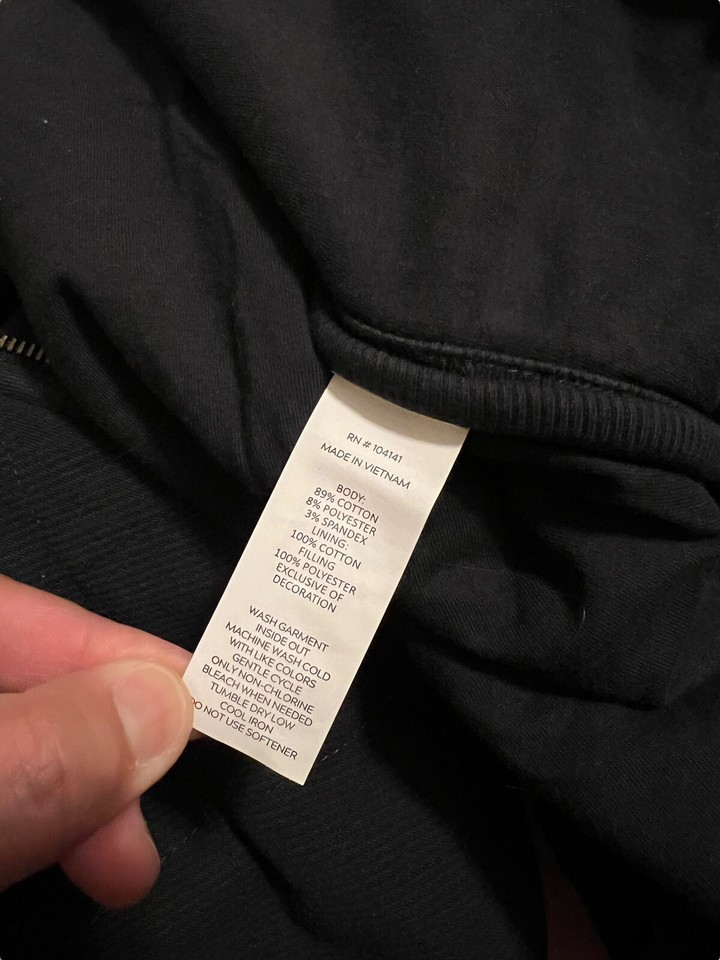 RN # 104141
MADE IN VIETNAM
BODY:
89% COTTON
8% POLYESTER
3% SPANDEX
LINING:
100% COTTON
FILLING
100% POLYESTER
EXCLUSIVE OF
DECORATION
WASH GARMENT
INSIDE OUT
MACHINE WASH COLD
WITH LIKE COLORS
GENTLE CYCLE
ONLY NON-CHLORINE
BLEACH WHEN NEEDED
TUMBLE DRY LOW
COOL IRON
DO NOT USE SOFTENER